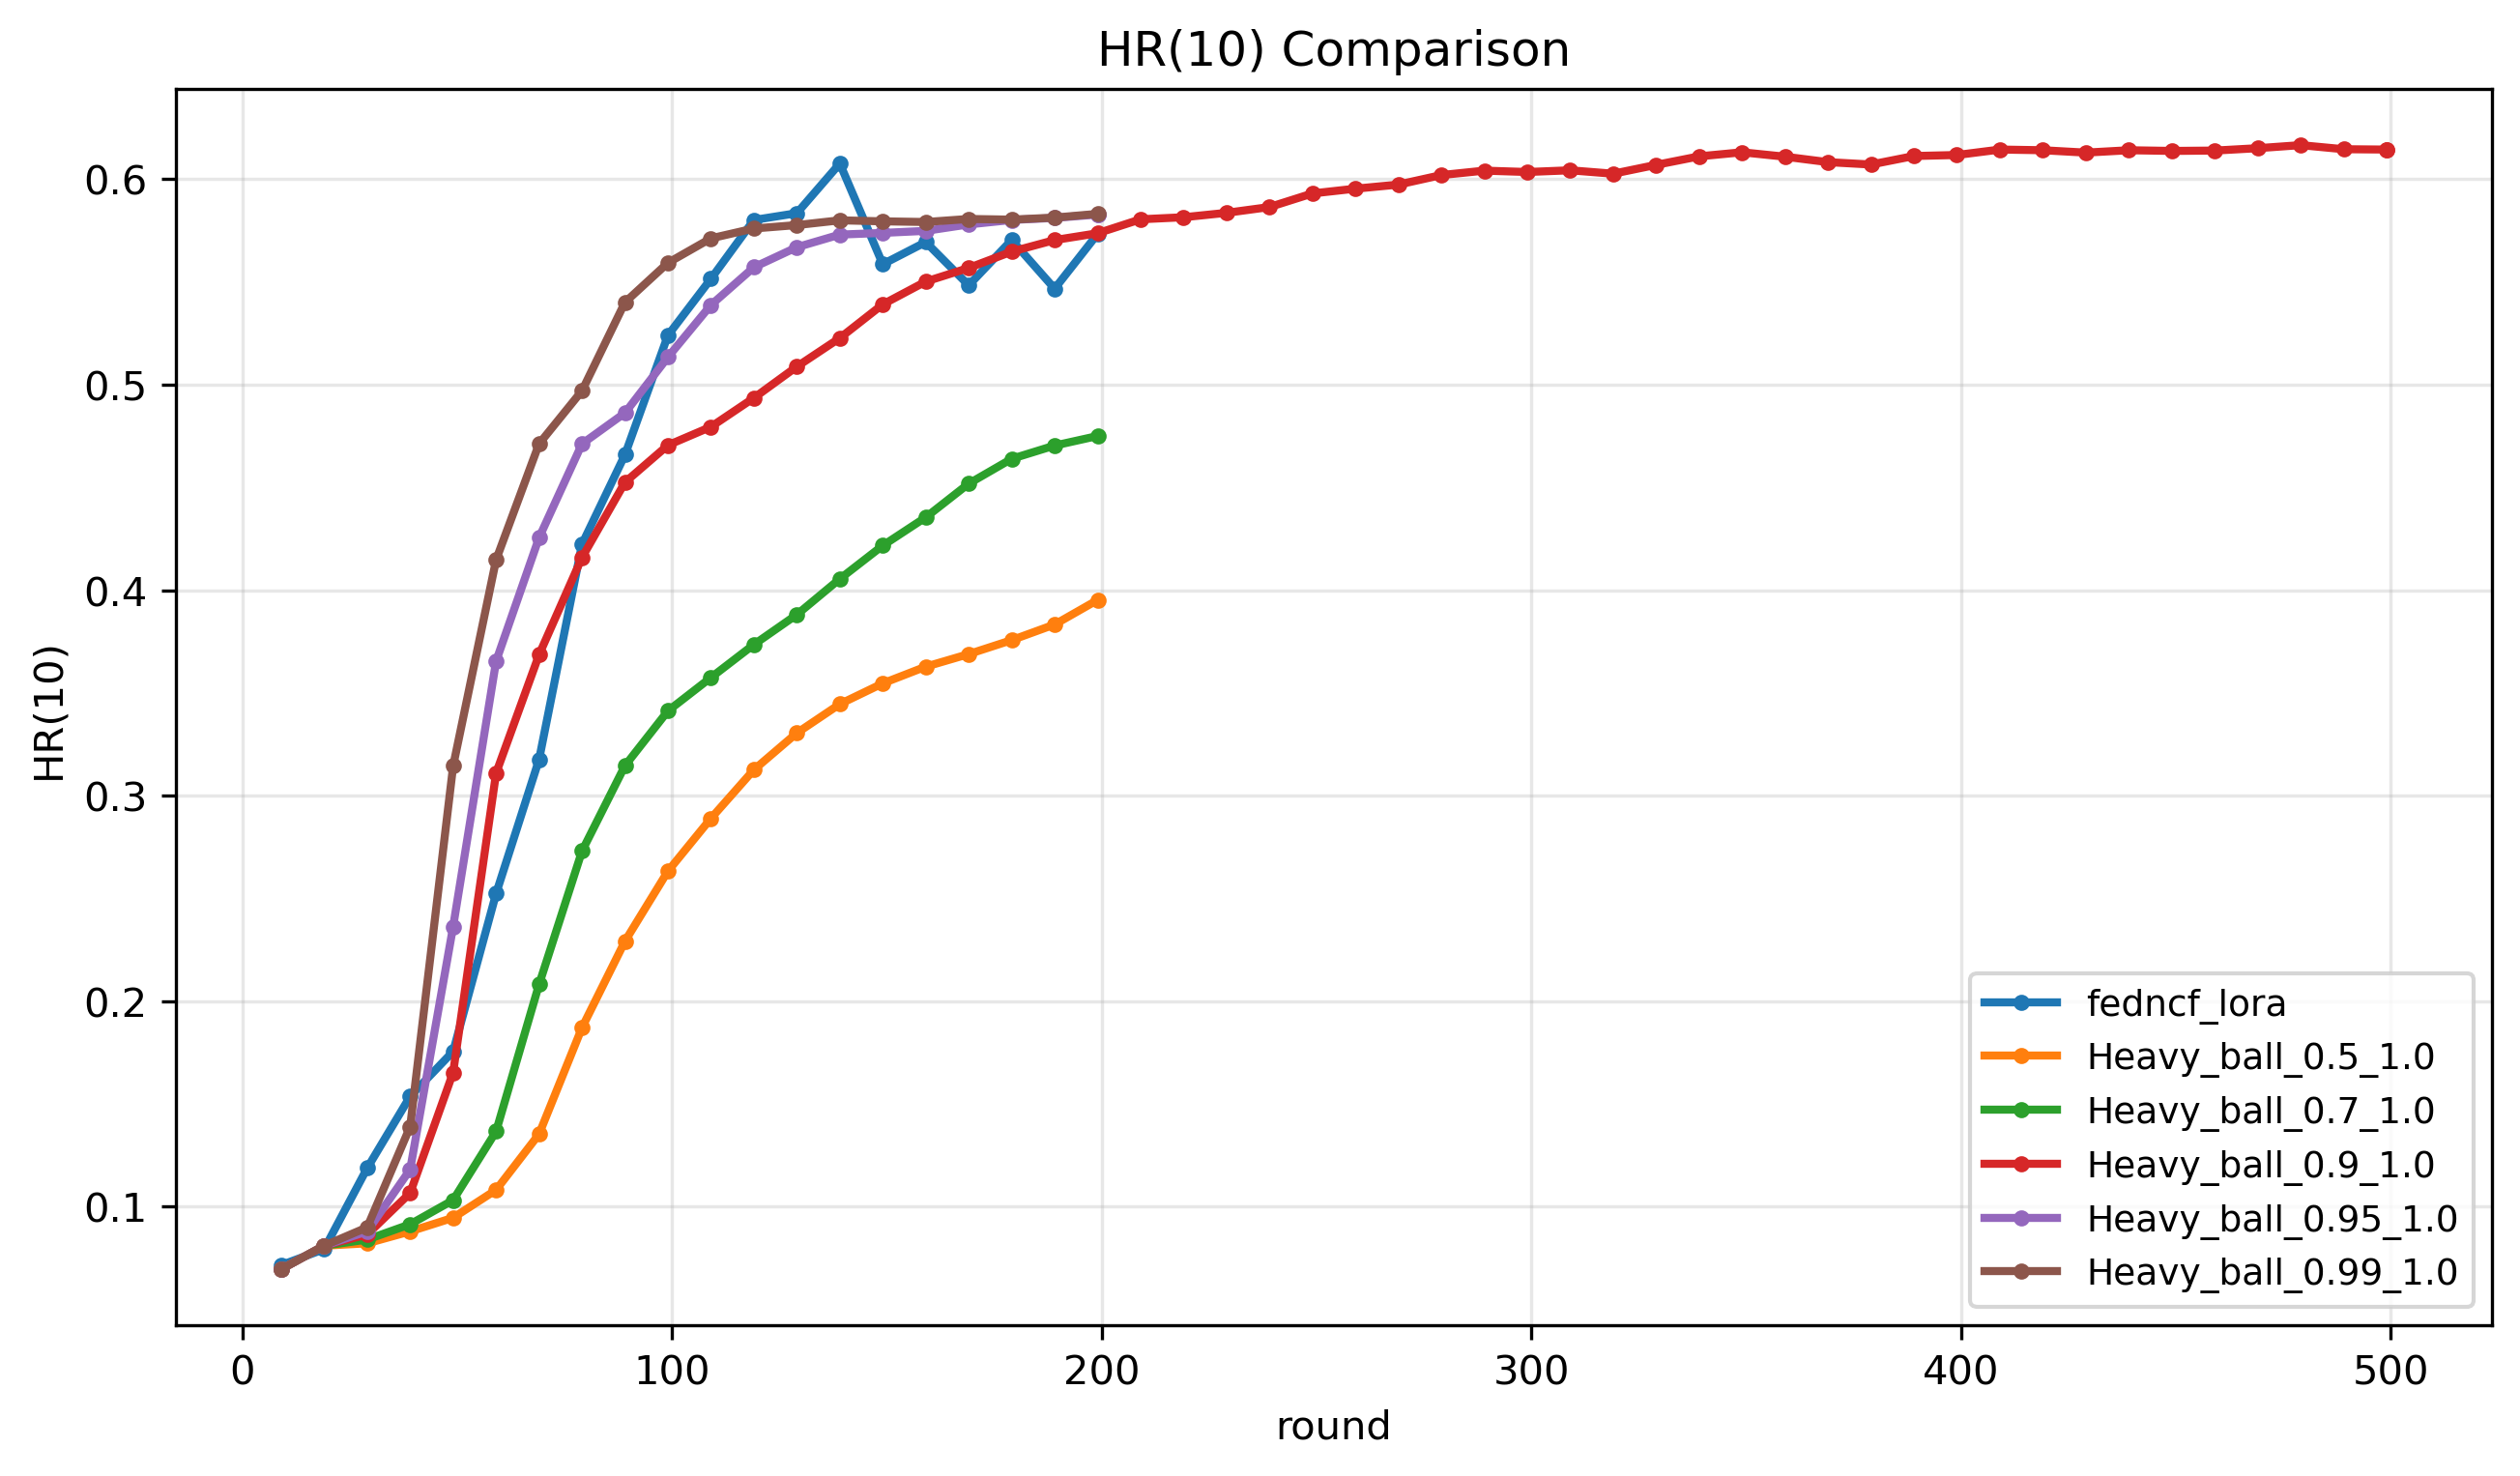 HR(10) Comparison
HR(10)
0.6
0.5
0.4
0.3
0.2
0.1
0 100 200 300 400 500
round
fedncf_lora
Heavy_ball_0.5_1.0
Heavy_ball_0.7_1.0
Heavy_ball_0.9_1.0
Heavy_ball_0.95_1.0
Heavy_ball_0.99_1.0